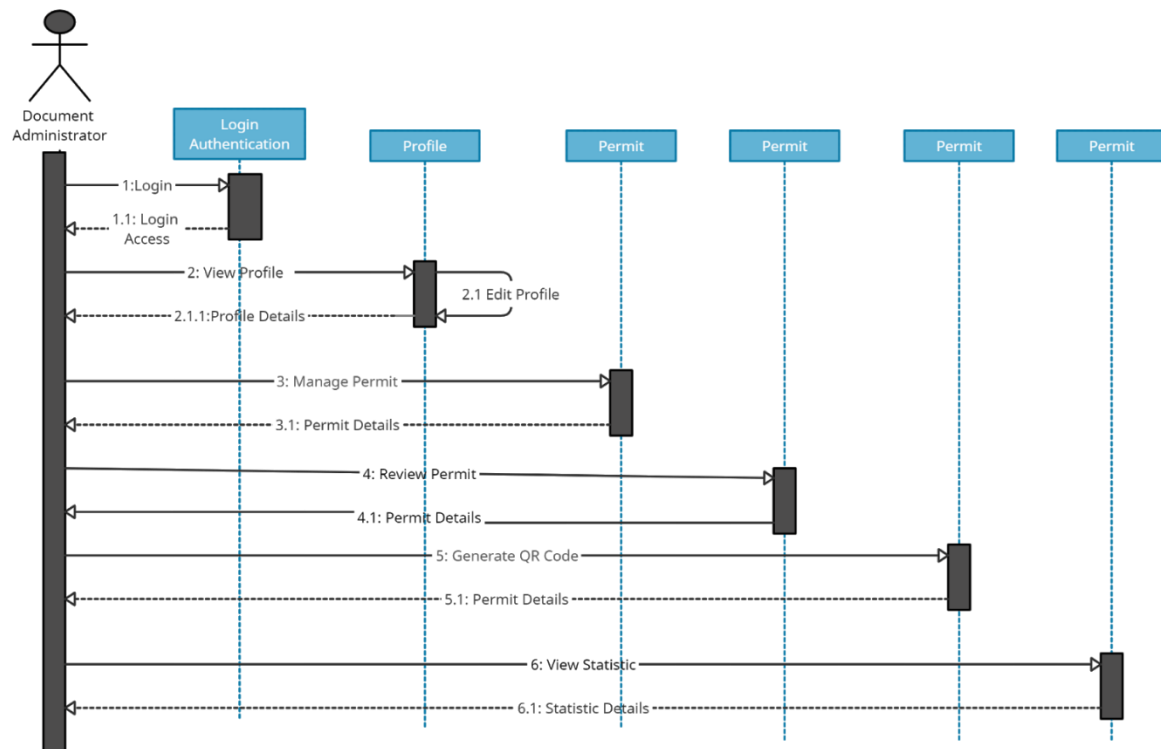 Document
Administrator
Login
Authentication
Profile
Permit
Permit
Permit
Permit
1:Login
1.1: Login
Access
2: View Profile
2.1 Edit Profile
2.1.1:Profile Details
3: Manage Permit
3.1: Permit Details
4: Review Permit
4.1: Permit Details
5: Generate QR Code
5.1: Permit Details
6: View Statistic
6.1: Statistic Details